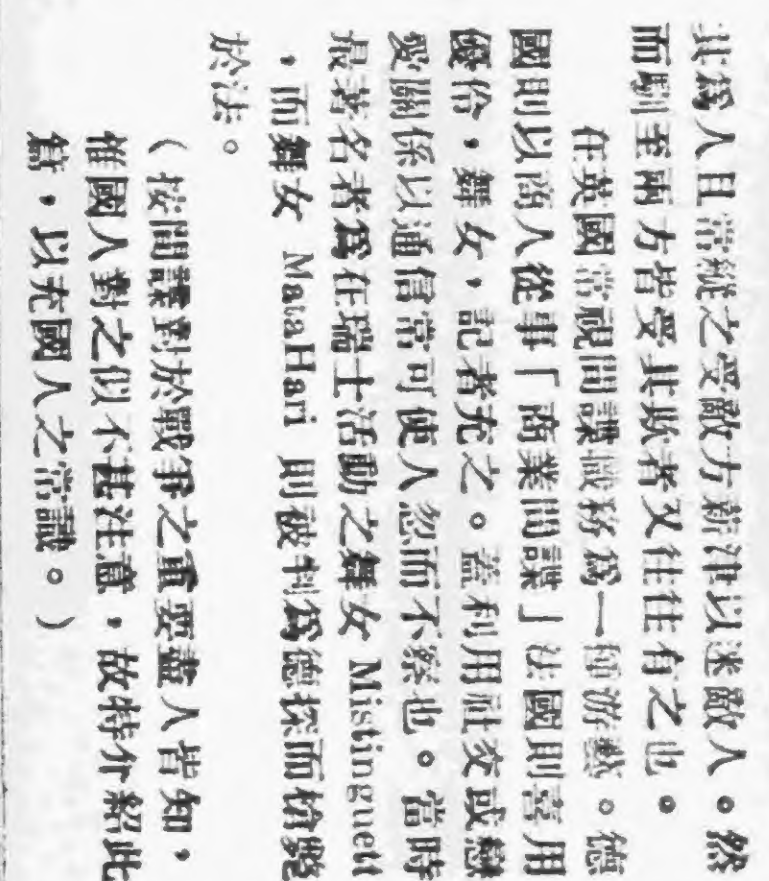 其爲人且常縱之受敵方薪津以迷敵人。然
而馴至兩方皆受其欺者又往往有之也。
在英國常視間諜職務爲一種游戲。德
國則以商人從事「商業間諜」法國則善用
優伶,舞女,記者充之。蓋利用社交或戀
愛關係以通信常可使人忽而不察也。當時
最著名者爲在瑞士活動之舞女 Mistinguett
,而舞女 MataHari 則被判爲德探而槍斃
於法。
(按間諜對於戰爭之重要盡人皆知,
惟國人對之似不甚注意,故特介紹此
篇,以充國人之常識。)